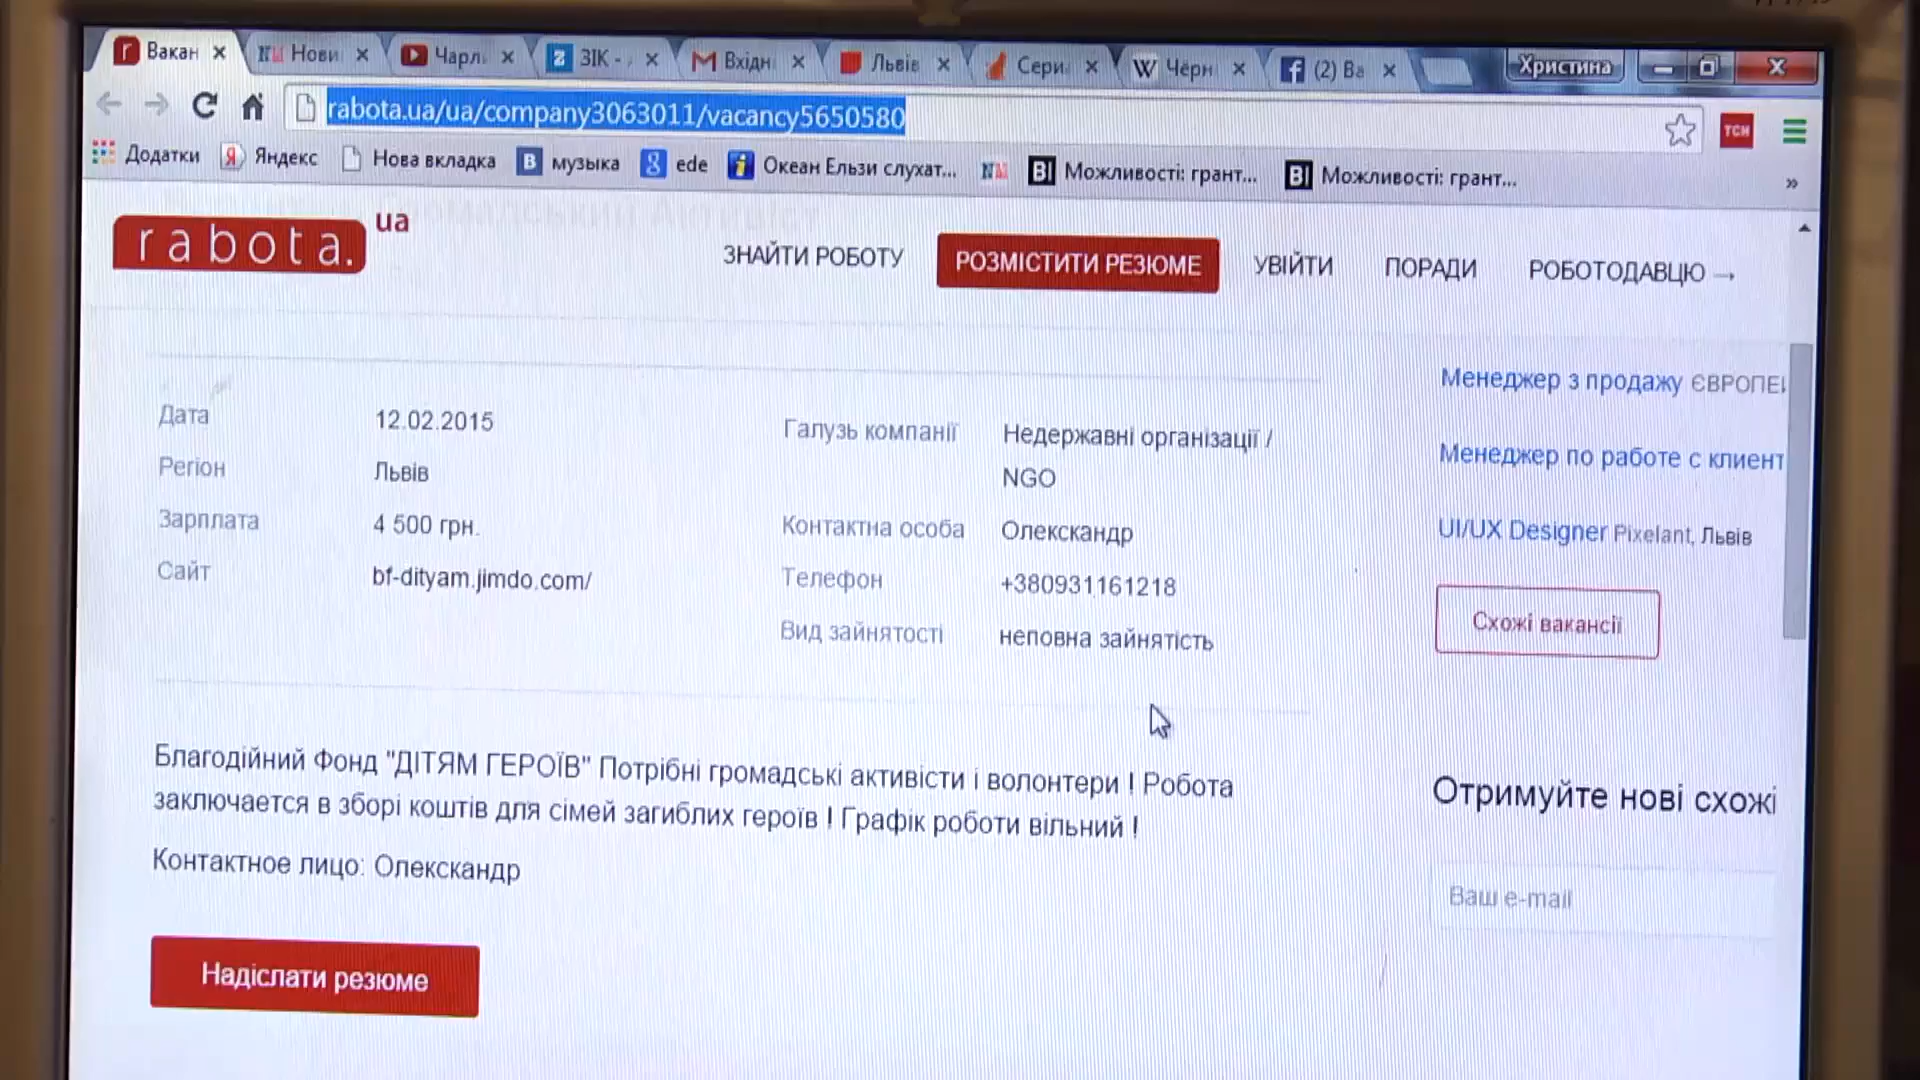 Вакан
Нови
Чарл
ЗІК -
Вхідн
Львів
Сери
Чёрн
(2) Ва
Христина
rabota.ua/ua/company3063011/vacancy5650580
ТСН
Додатки
Яндекс
Нова вкладка
музыка
ede
Океан Ельзи слухат...
Можливості: грант...
Можливості: грант...
»
rabota.ua
ЗНАЙТИ РОБОТУ
РОЗМІСТИТИ РЕЗЮМЕ
УВІЙТИ
ПОРАДИ
РОБОТОДАВЦЮ →
Дата 12.02.2015
Регіон Львів
Зарплата 4 500 грн.
Сайт bf-dityam.jimdo.com/
Галузь компанії Недержавні організації /
NGO
Контактна особа Олекскандр
Телефон +380931161218
Вид зайнятості неповна зайнятість
Менеджер з продажу ЄВРОПЕ
Менеджер по работе с клиент
UI/UX Designer Pixelant, Львів
Схожі вакансії
Благодійний Фонд "ДІТЯМ ГЕРОЇВ" Потрібні громадські активісти і волонтери ! Робота
заключается в зборі коштів для сімей загиблих героїв ! Графік роботи вільний !
Контактное лицо: Олекскандр
Надіслати резюме
Отримуйте нові схожі
Ваш e-mail